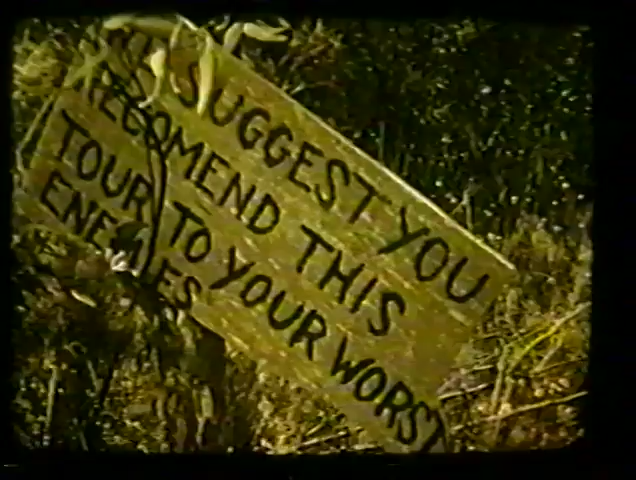 SUGGEST YOU
RECOMEND THIS
TOUR TO YOUR WORST
ENEMIES